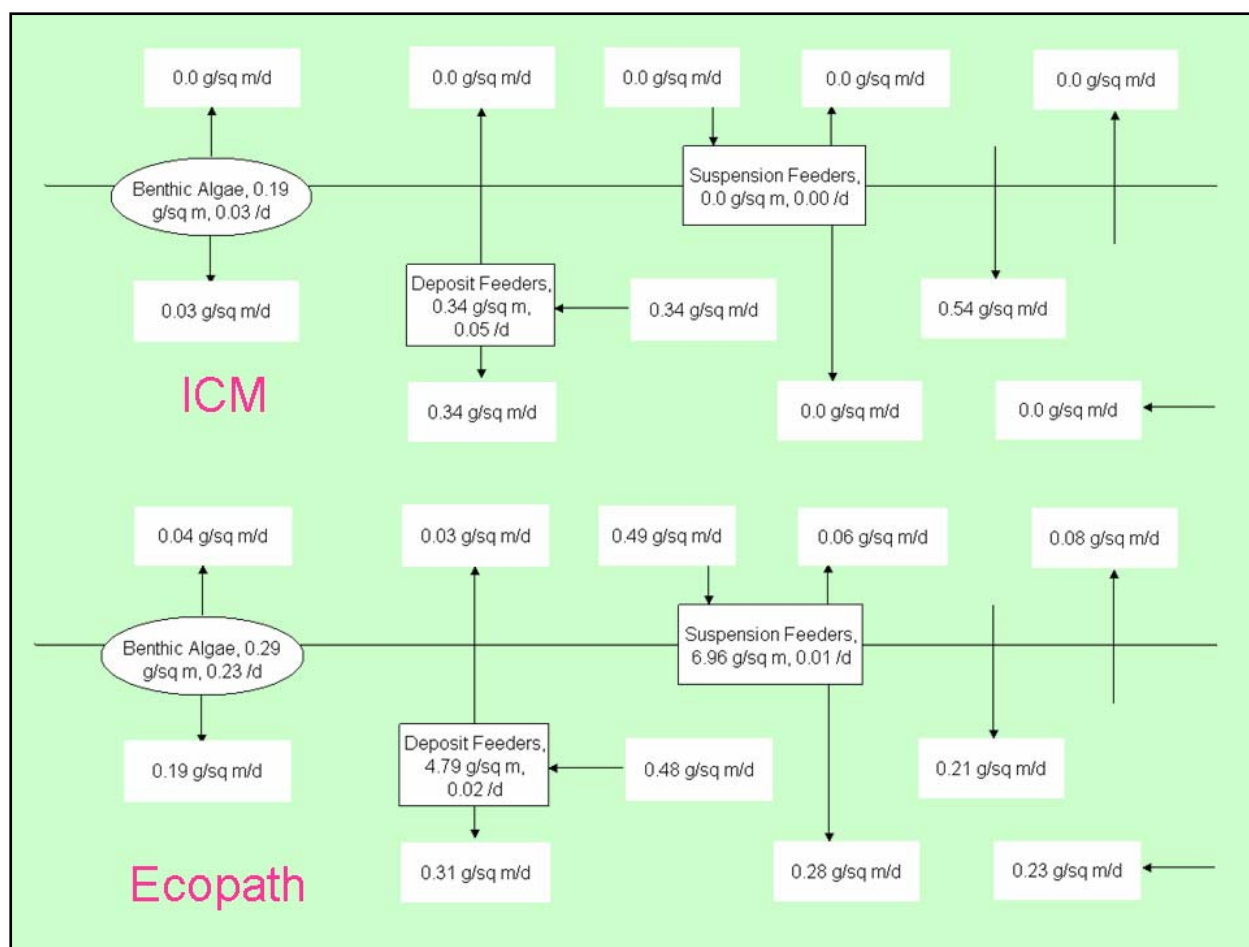 0.0 g/sq m/d
0.0 g/sq m/d
0.0 g/sq m/d
0.0 g/sq m/d
0.0 g/sq m/d
Benthic Algae, 0.19
g/sq m, 0.03 /d
Suspension Feeders,
0.0 g/sq m, 0.00 /d
0.03 g/sq m/d
Deposit Feeders,
0.34 g/sq m,
0.05 /d
0.34 g/sq m/d
0.54 g/sq m/d
ICM
0.34 g/sq m/d
0.0 g/sq m/d
0.0 g/sq m/d
0.04 g/sq m/d
0.03 g/sq m/d
0.49 g/sq m/d
0.06 g/sq m/d
0.08 g/sq m/d
Benthic Algae, 0.29
g/sq m, 0.23 /d
Suspension Feeders,
6.96 g/sq m, 0.01 /d
0.19 g/sq m/d
Deposit Feeders,
4.79 g/sq m,
0.02 /d
0.48 g/sq m/d
0.21 g/sq m/d
Ecopath
0.31 g/sq m/d
0.28 g/sq m/d
0.23 g/sq m/d